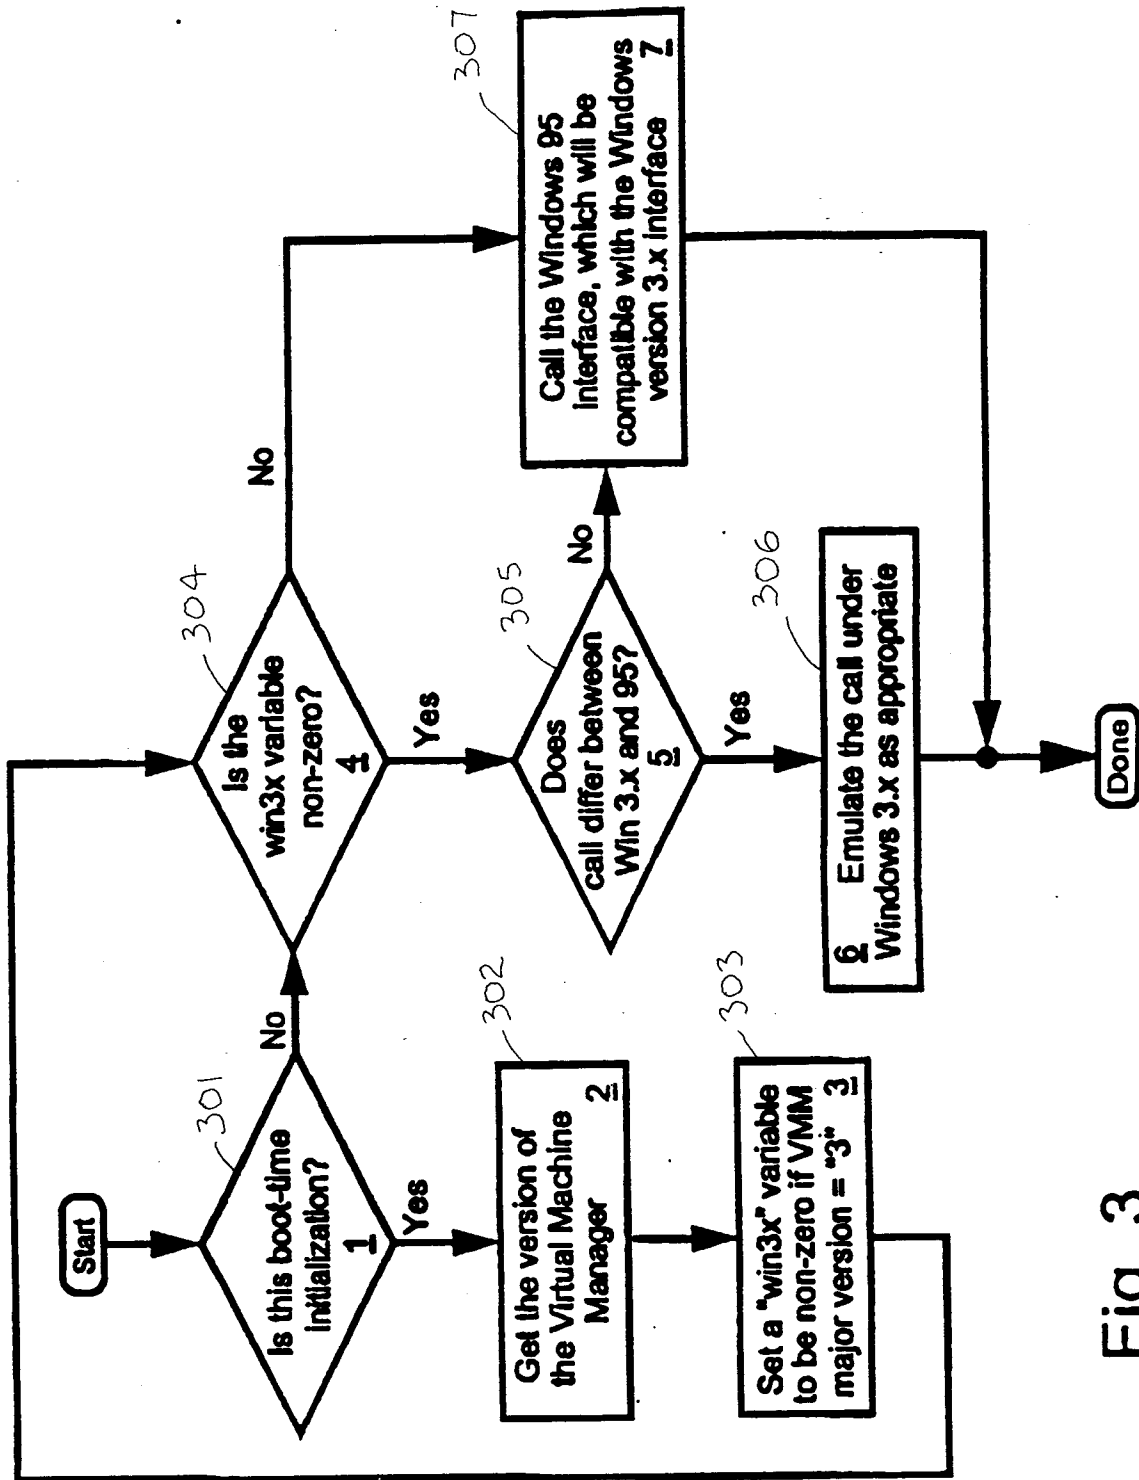 Start
301
Is this boot-time
initialization?
1
No
Yes
302
Get the version of
the Virtual Machine
Manager 2
303
Set a "win3x" variable
to be non-zero if VMM
major version = "3" 3
304
Is the
win3x variable
non-zero?
4
No
Yes
305
Does
call differ between
Win 3.x and 95?
5
No
Yes
306
6 Emulate the call under
Windows 3.x as appropriate
307
Call the Windows 95
interface, which will be
compatible with the Windows
version 3.x interface 7
Done
Fig. 3